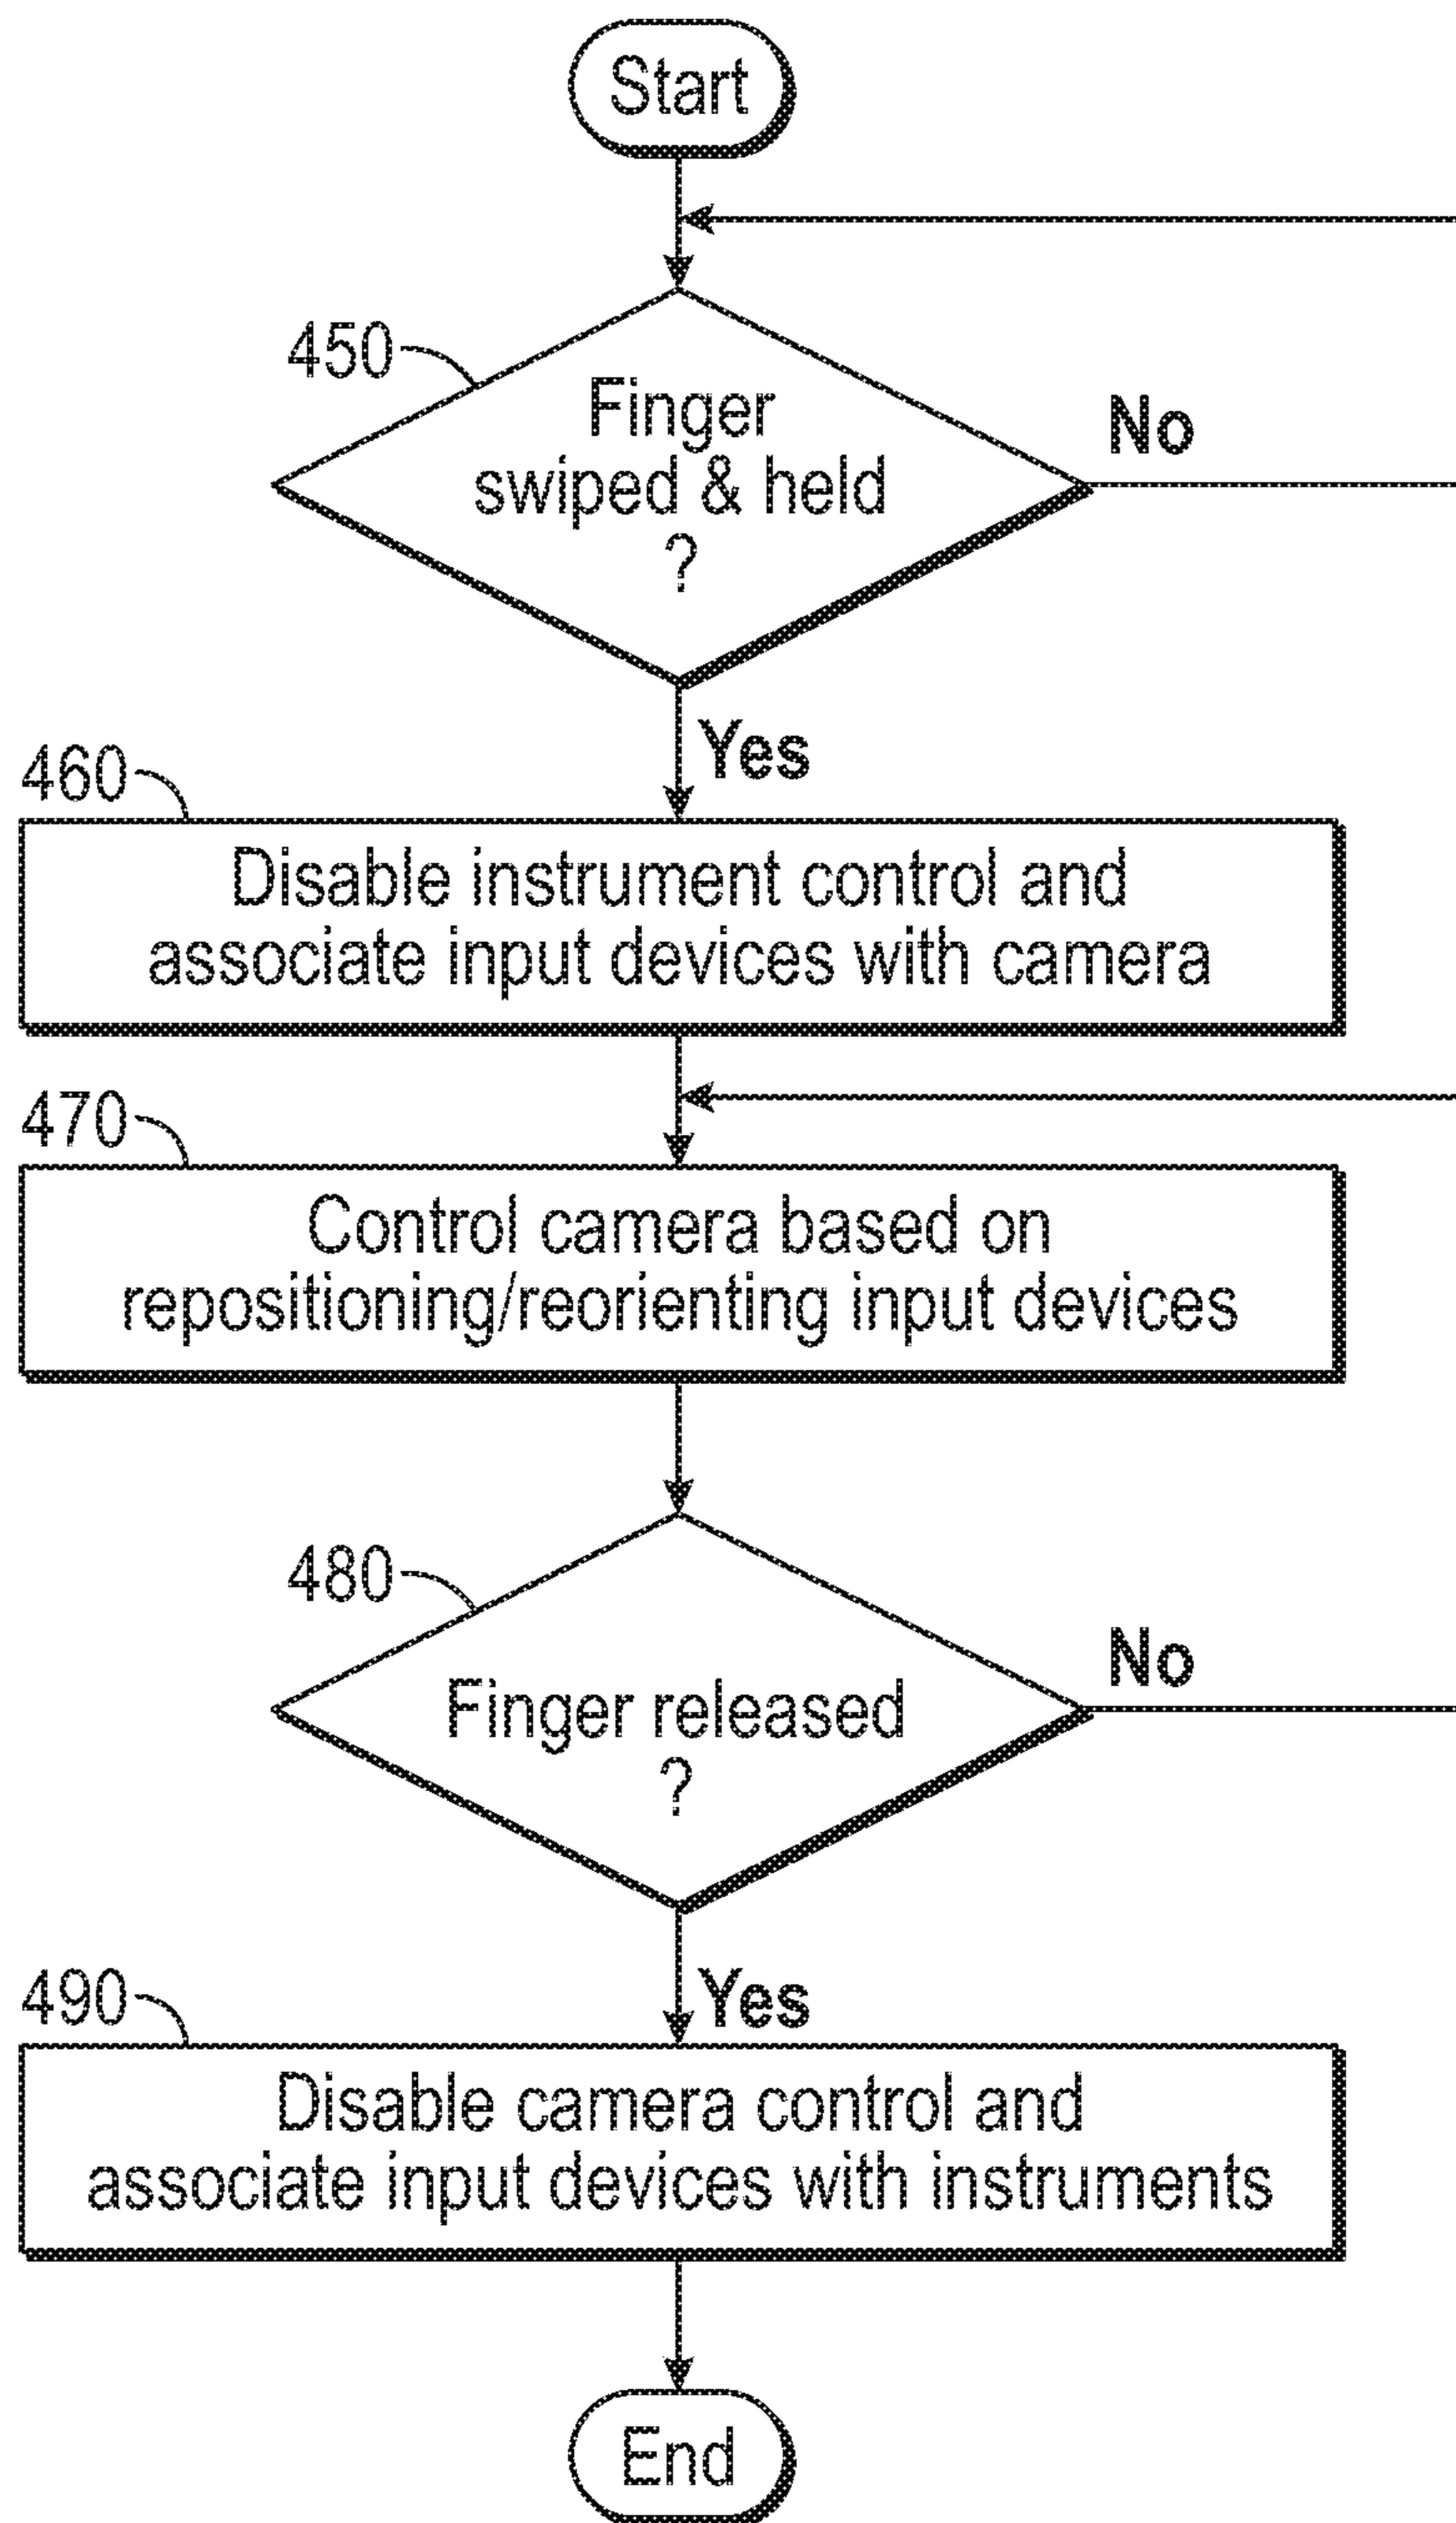 Start
450
Finger
swiped & held
?
No
Yes
460
Disable instrument control and
associate input devices with camera
470
Control camera based on
repositioning/reorienting input devices
480
Finger released
?
No
Yes
490
Disable camera control and
associate input devices with instruments
End